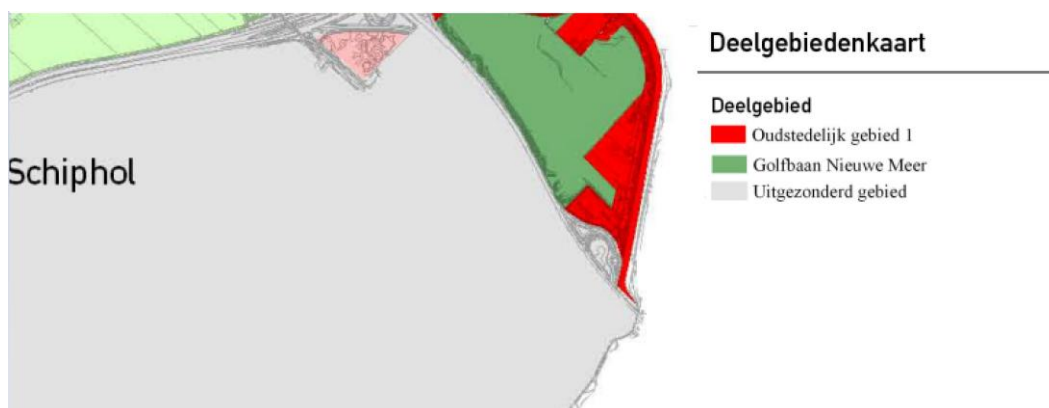 Schiphol
Deelgebiedenkaart
Deelgebied
Oudstedelijk gebied 1
Golfbaan Nieuwe Meer
Uitgezonderd gebied